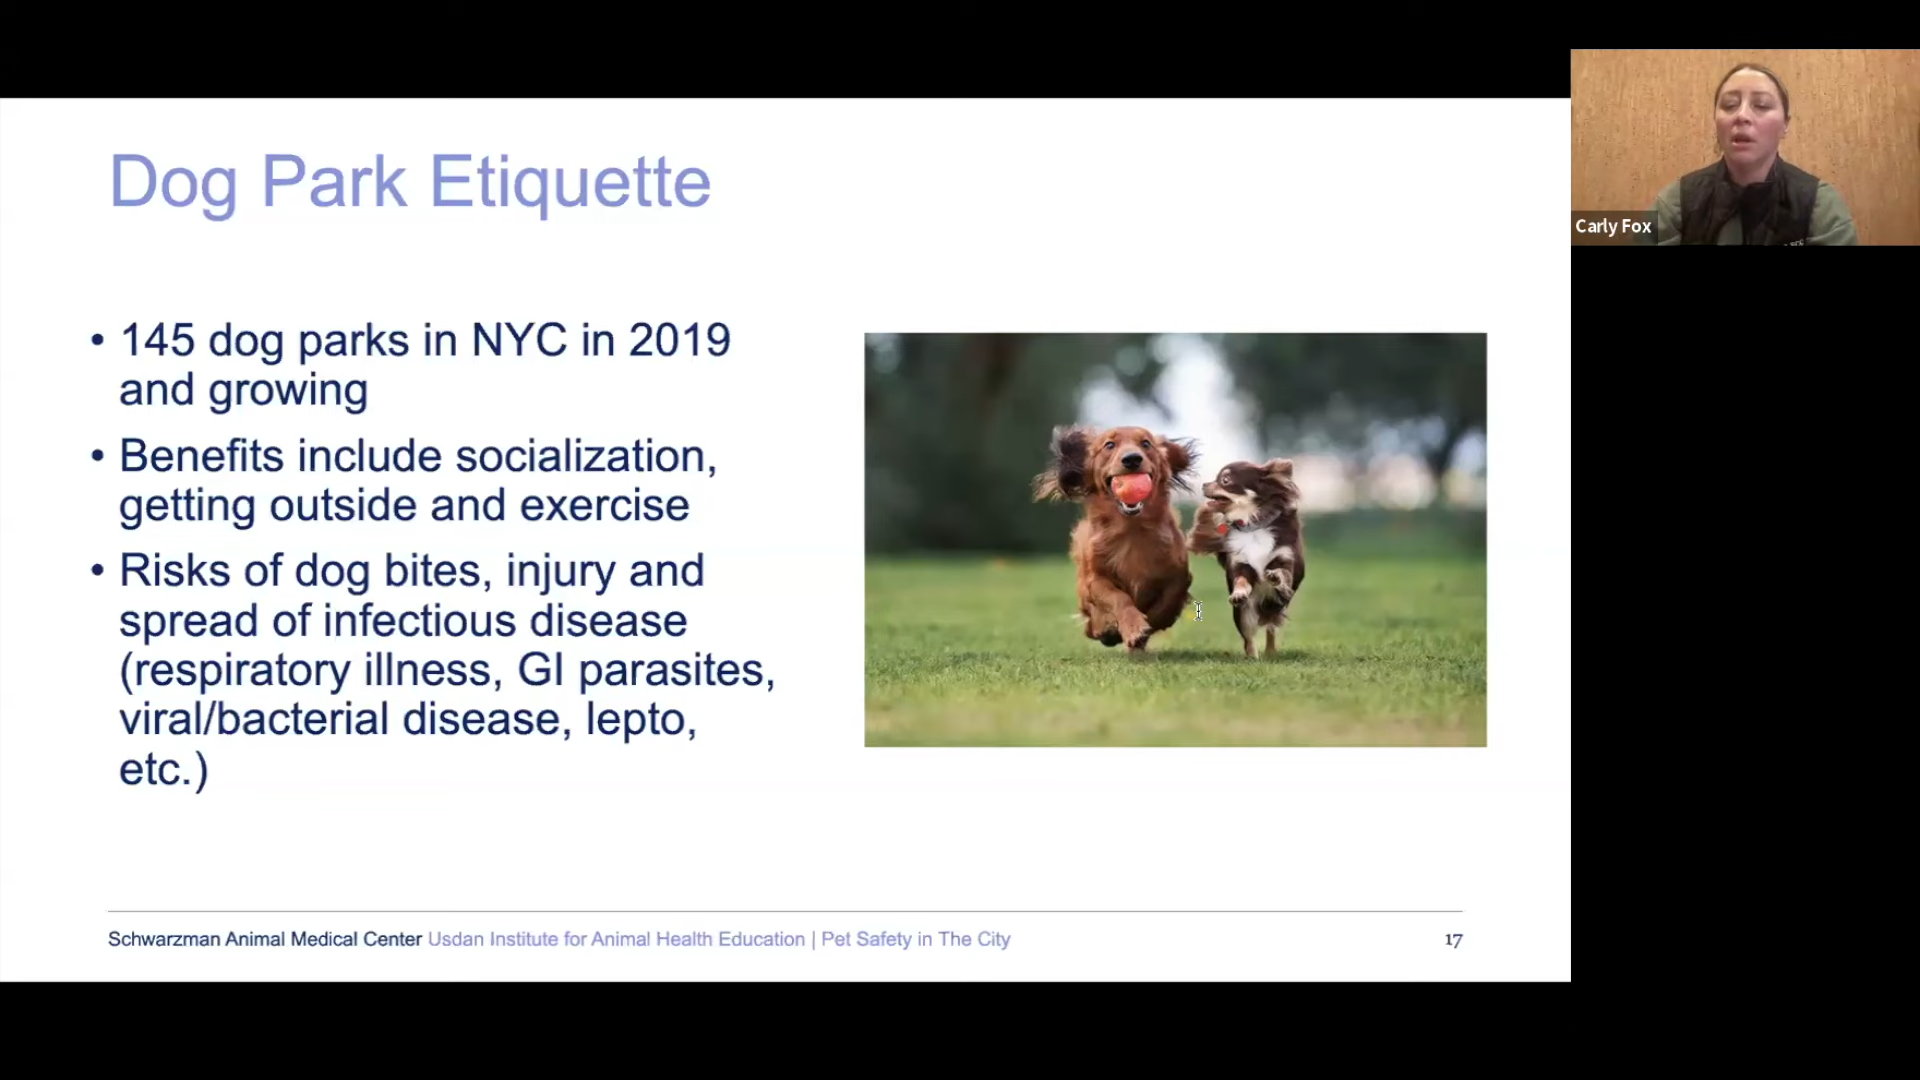 Dog Park Etiquette
Carly Fox
• 145 dog parks in NYC in 2019
and growing
• Benefits include socialization,
getting outside and exercise
• Risks of dog bites, injury and
spread of infectious disease
(respiratory illness, GI parasites,
viral/bacterial disease, lepto,
etc.)
Schwarzman Animal Medical Center Usdan Institute for Animal Health Education | Pet Safety in The City
17